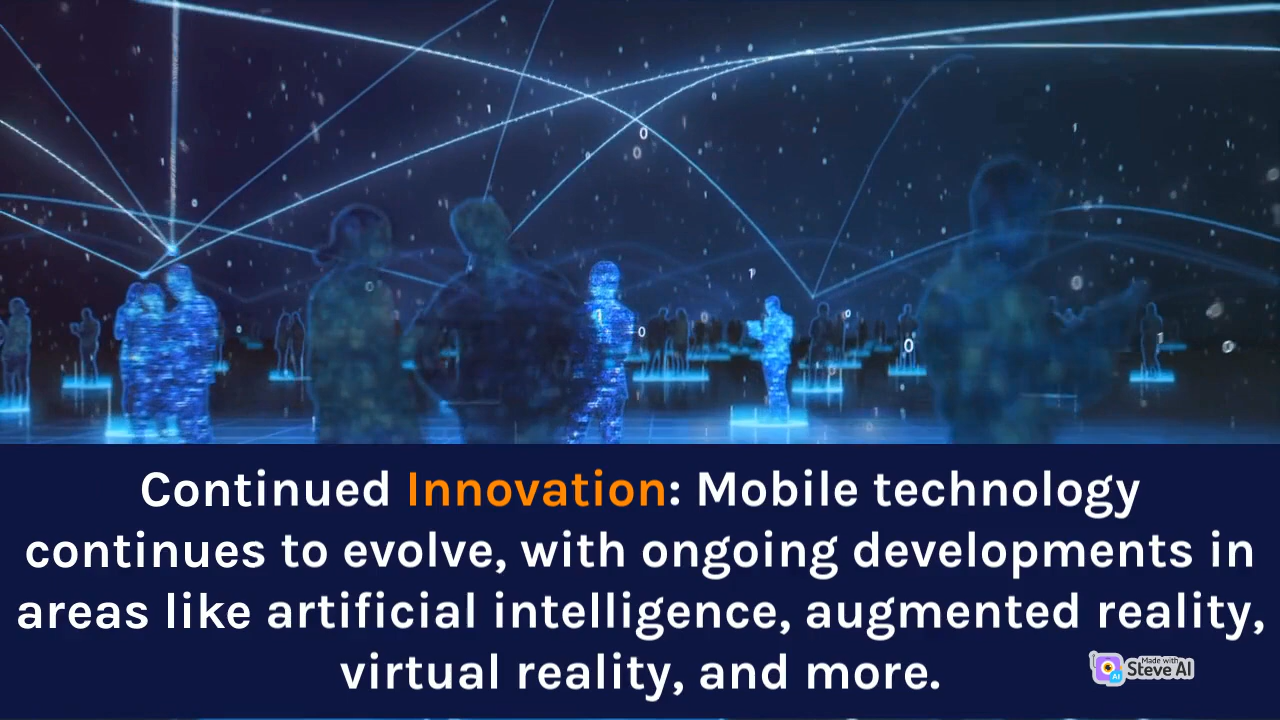 Continued Innovation: Mobile technology
continues to evolve, with ongoing developments in
areas like artificial intelligence, augmented reality,
virtual reality, and more.
Made with
Steve AI